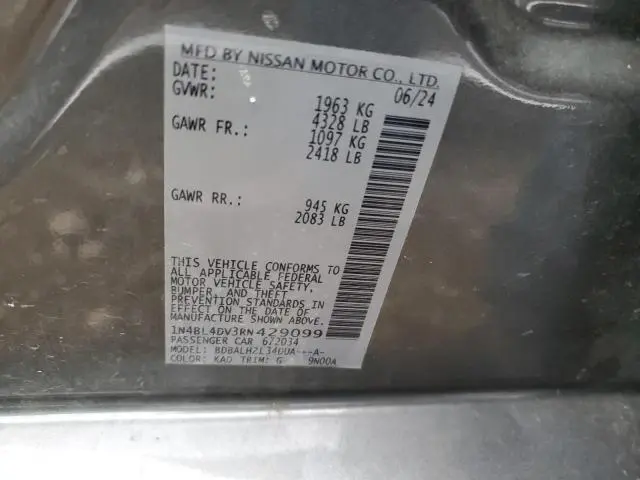 MFD BY NISSAN MOTOR CO., LTD.
DATE: 06/24
GVWR: 1963 KG
4328 LB
GAWR FR.: 1097 KG
2418 LB
GAWR RR.: 945 KG
2083 LB
THIS VEHICLE CONFORMS TO
ALL APPLICABLE FEDERAL
MOTOR VEHICLE SAFETY,
BUMPER, AND THEFT
PREVENTION STANDARDS IN
EFFECT ON THE DATE OF
MANUFACTURE SHOWN ABOVE.
1N4BL4DV3RN429099
PASSENGER CAR 672034
MODEL: BDBALHZL34UUA---A-
COLOR: KAD TRIM: G 9N00A